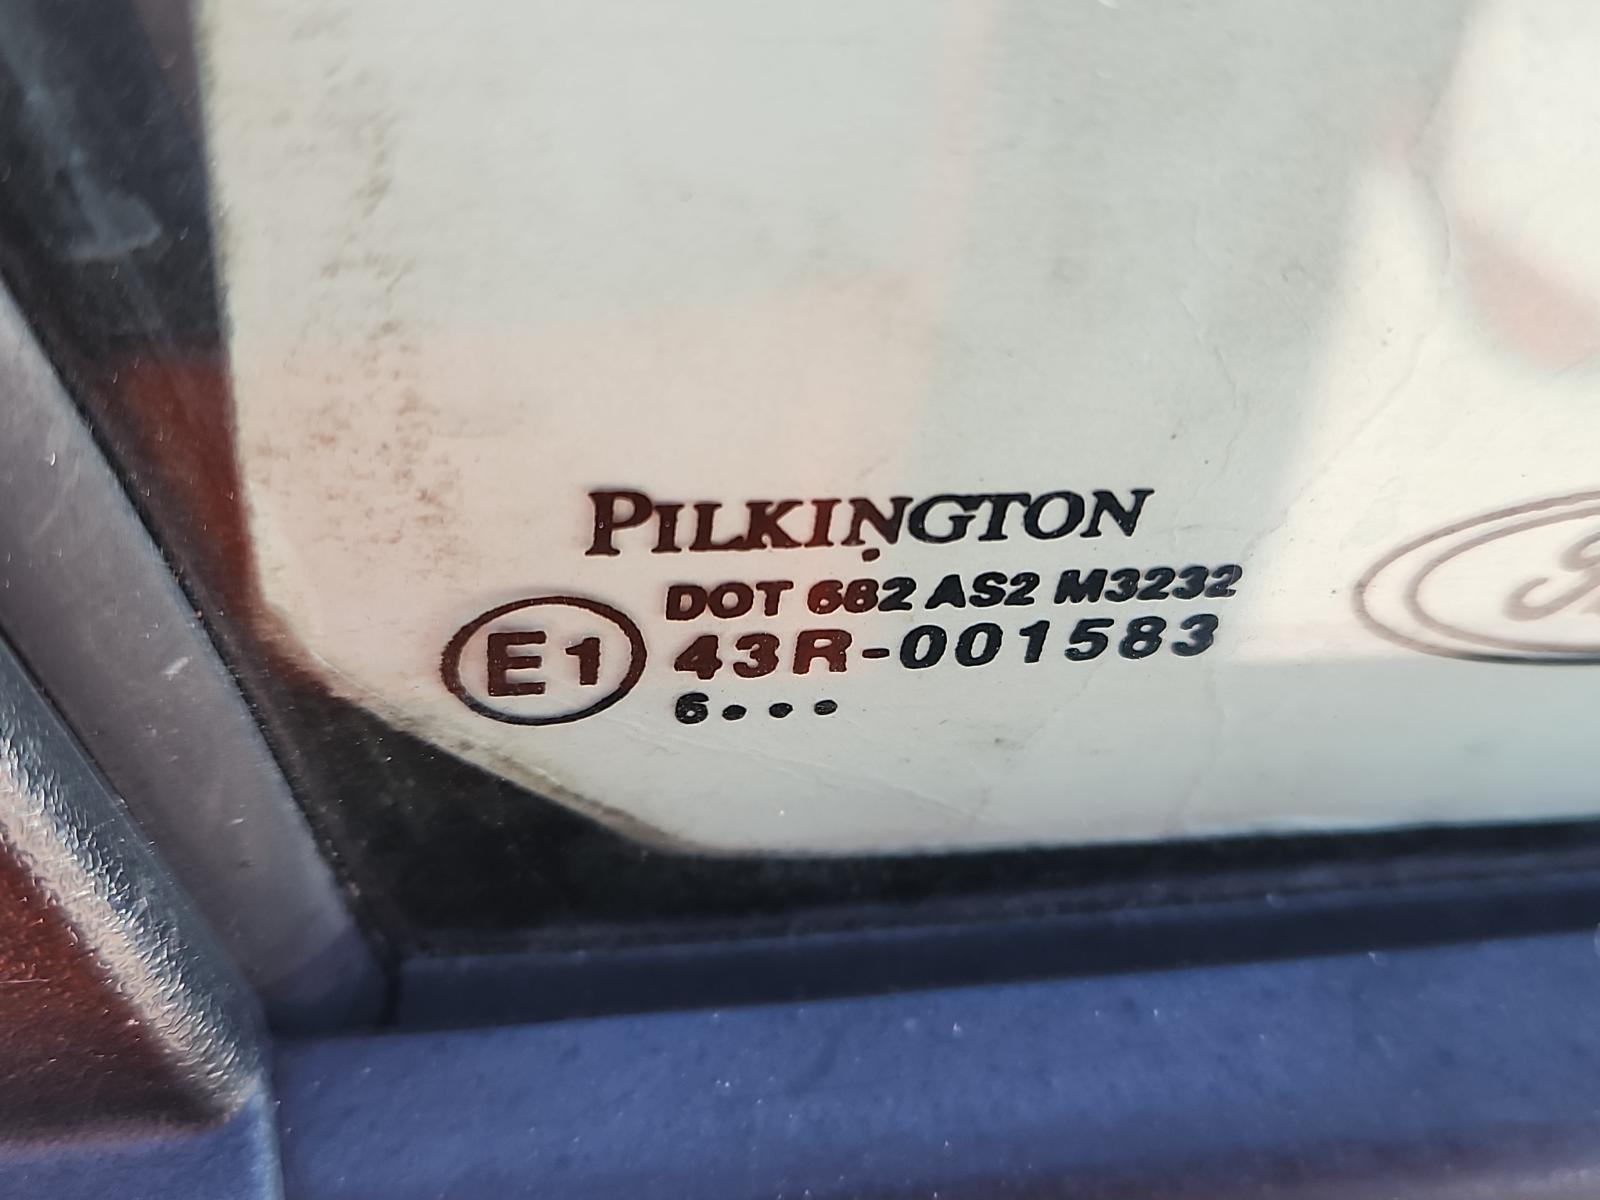 PILKINGTON
DOT 682 AS2 M3232
E1 43R-001583
6•••